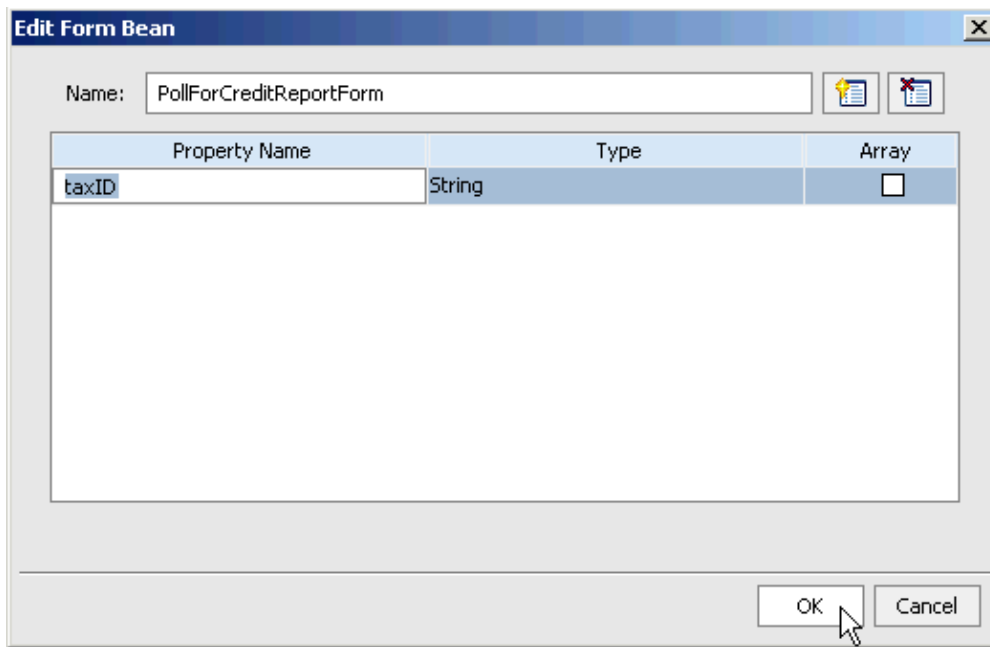 Edit Form Bean
Name: PollForCreditReportForm
Property Name Type Array
taxID String
OK Cancel